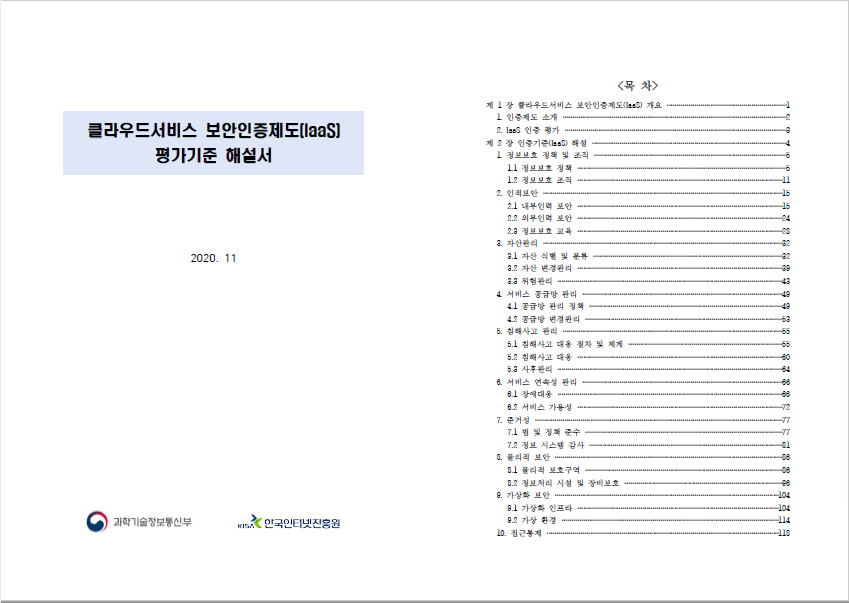 클라우드서비스 보안인증제도(IaaS)
평가기준 해설서
2020. 11
과학기술정보통신부
KISA 한국인터넷진흥원
<목 차>
제 1 장 클라우드서비스 보안인증제도(IaaS) 개요 1
1. 인증제도 소개 2
2. IaaS 인증 평가 3
제 2 장 인증기준(IaaS) 해설 4
1. 정보보호 정책 및 조직 5
1.1 정보보호 정책 5
1.2 정보보호 조직 11
2. 인적보안 15
2.1 내부인력 보안 15
2.2 외부인력 보안 24
2.3 정보보호 교육 28
3. 자산관리 32
3.1 자산 식별 및 분류 32
3.2 자산 변경관리 39
3.3 위험관리 43
4. 서비스 공급망 관리 49
4.1 공급망 관리 정책 49
4.2 공급망 변경관리 53
5. 침해사고 관리 55
5.1 침해사고 대응 절차 및 체계 55
5.2 침해사고 대응 60
5.3 사후관리 64
6. 서비스 연속성 관리 66
6.1 장애대응 66
6.2 서비스 가용성 72
7. 준거성 77
7.1 법 및 정책 준수 77
7.2 정보 시스템 감사 81
8. 물리적 보안 86
8.1 물리적 보호구역 86
8.2 정보처리 시설 및 장비보호 96
9. 가상화 보안 104
9.1 가상화 인프라 104
9.2 가상 환경 114
10. 접근통제 118